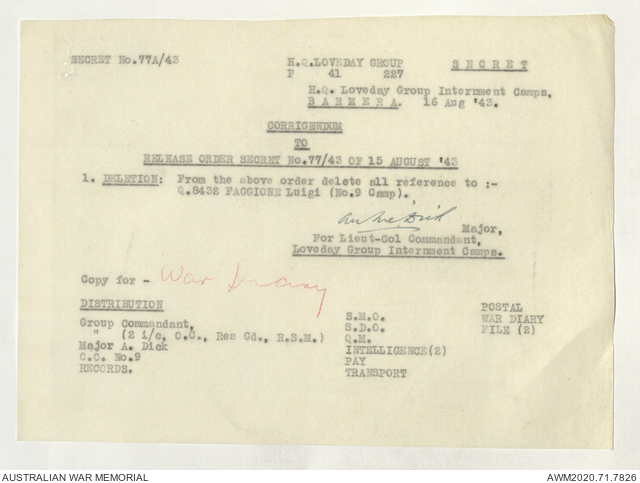 SECRET No.77A/43
H.Q.LOVEDAY GROUP
P 41 227
S E C R E T
H.Q. Loveday Group Internment Camps,
B A R M E R A. 16 Aug '43.
CORRIGENDUM
TO
RELEASE ORDER SECRET No.77/43 OF 15 AUGUST '43
1. DELETION: From the above order delete all reference to :-
Q.8432 FAGGIONE Luigi (No.9 Camp).
Major,
For Lieut-Col Commandant,
Loveday Group Internment Camps.
Copy for - War Diary
DISTRIBUTION
Group Commandant,
" (2 i/c, O.C., Res Gd., R.S.M.)
Major A. Dick
C.C. No.9
RECORDS.
S.M.O.
S.D.O.
Q.M.
INTELLIGENCE(2)
PAY
TRANSPORT
POSTAL
WAR DIARY
FILE (2)
AUSTRALIAN WAR MEMORIAL
AWM2020.71.7826